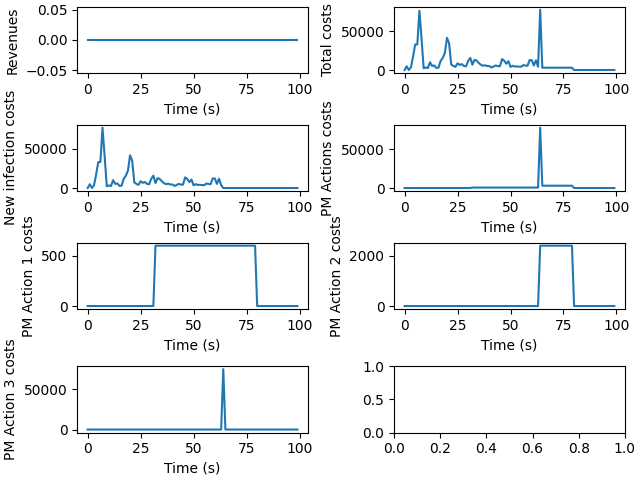 Revenues
0.05
0.00
−0.05
0 25 50 75 100
Time (s)
Total costs
50000
0
0 25 50 75 100
Time (s)
New infection costs
50000
0
0 25 50 75 100
Time (s)
PM Actions costs
50000
0
0 25 50 75 100
Time (s)
PM Action 1 costs
500
0
0 25 50 75 100
Time (s)
PM Action 2 costs
2000
0
0 25 50 75 100
Time (s)
PM Action 3 costs
50000
0
0 25 50 75 100
Time (s)
1.0
0.5
0.0
0.0 0.2 0.4 0.6 0.8 1.0